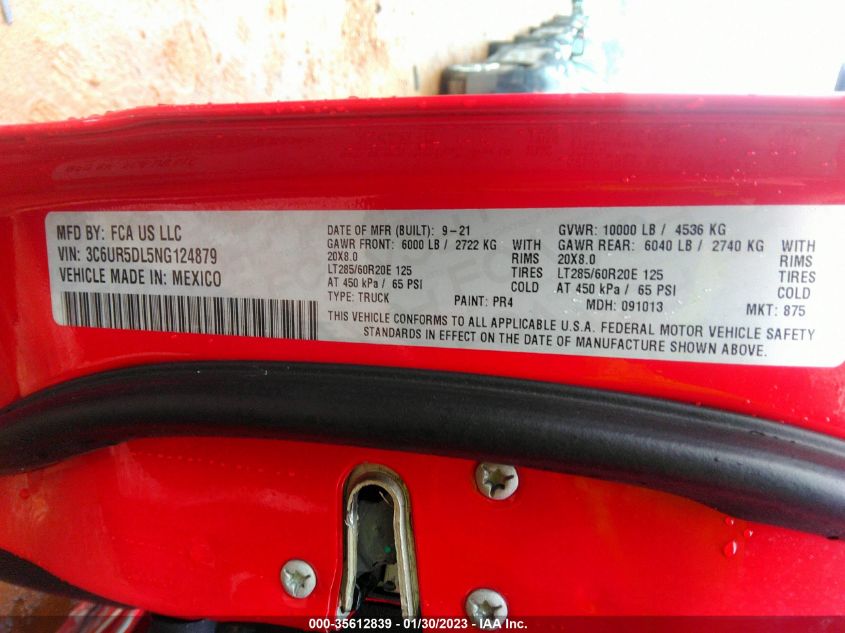 MFD BY: FCA US LLC
VIN: 3C6UR5DL5NG124879
VEHICLE MADE IN: MEXICO
DATE OF MFR (BUILT): 9-21
GAWR FRONT: 6000 LB / 2722 KG WITH
20X8.0 RIMS
LT285/60R20E 125 TIRES
AT 450 kPa / 65 PSI COLD
TYPE: TRUCK PAINT: PR4
GVWR: 10000 LB / 4536 KG
GAWR REAR: 6040 LB / 2740 KG WITH
20X8.0 RIMS
LT285/60R20E 125 TIRES
AT 450 kPa / 65 PSI COLD
MDH: 091013 MKT: 875
THIS VEHICLE CONFORMS TO ALL APPLICABLE U.S.A. FEDERAL MOTOR VEHICLE SAFETY
STANDARDS IN EFFECT ON THE DATE OF MANUFACTURE SHOWN ABOVE.
000-35612839 - 01/30/2023 - IAA Inc.